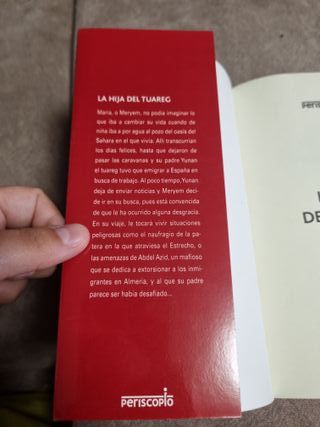 LA HIJA DEL TUAREG
Maria, o Meryem, no podía imaginar lo
que iba a cambiar su vida cuando de
niña iba a por agua al pozo del oasis del
Sahara en el que vivía. Allí transcurrían
los días felices, hasta que dejaron de
pasar las caravanas y su padre Yunan
el tuareg tuvo que emigrar a España en
busca de trabajo. Al poco tiempo, Yunan
deja de enviar noticias y Meryem deci-
de ir en su busca, pues está convencida
de que le ha ocurrido alguna desgracia.
En su viaje, le tocará vivir situaciones
peligrosas como el naufragio de la pa-
tera en la que atraviesa el Estrecho, o
las amenazas de Abdel Azid, un mafioso
que se dedica a extorsionar a los inmi-
grantes en Almería, y al que su padre
parece ser había desafiado...
PERISCOPIO